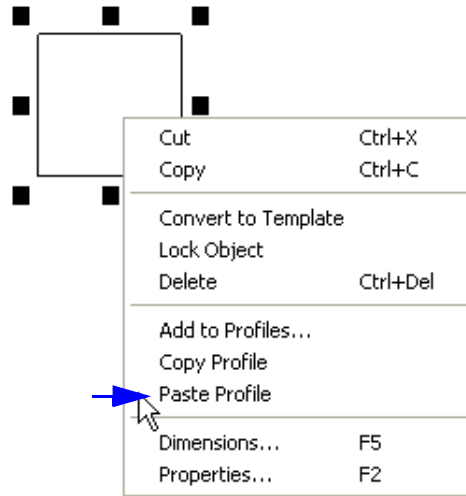 Cut Ctrl+X
Copy Ctrl+C
Convert to Template
Lock Object
Delete Ctrl+Del
Add to Profiles...
Copy Profile
Paste Profile
Dimensions... F5
Properties... F2